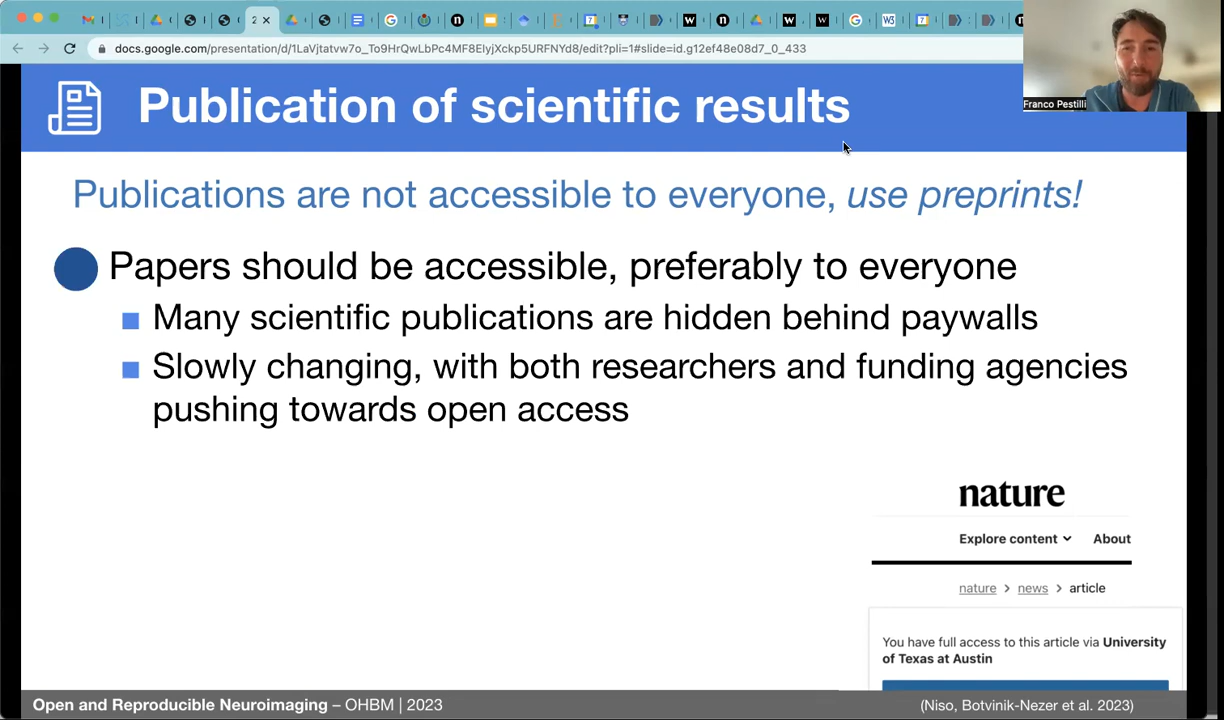 docs.google.com/presentation/d/1LaVjtatvw7o_To9HrQwLbPc4MF8EIyjXckp5URFNYd8/edit?pli=1#slide=id.g12ef48e08d7_0_433
Franco Pestilli
Publication of scientific results
Publications are not accessible to everyone, use preprints!
Papers should be accessible, preferably to everyone
Many scientific publications are hidden behind paywalls
Slowly changing, with both researchers and funding agencies
pushing towards open access
nature
Explore content
About
nature > news > article
You have full access to this article via University
of Texas at Austin
Open and Reproducible Neuroimaging – OHBM | 2023
(Niso, Botvinik-Nezer et al. 2023)